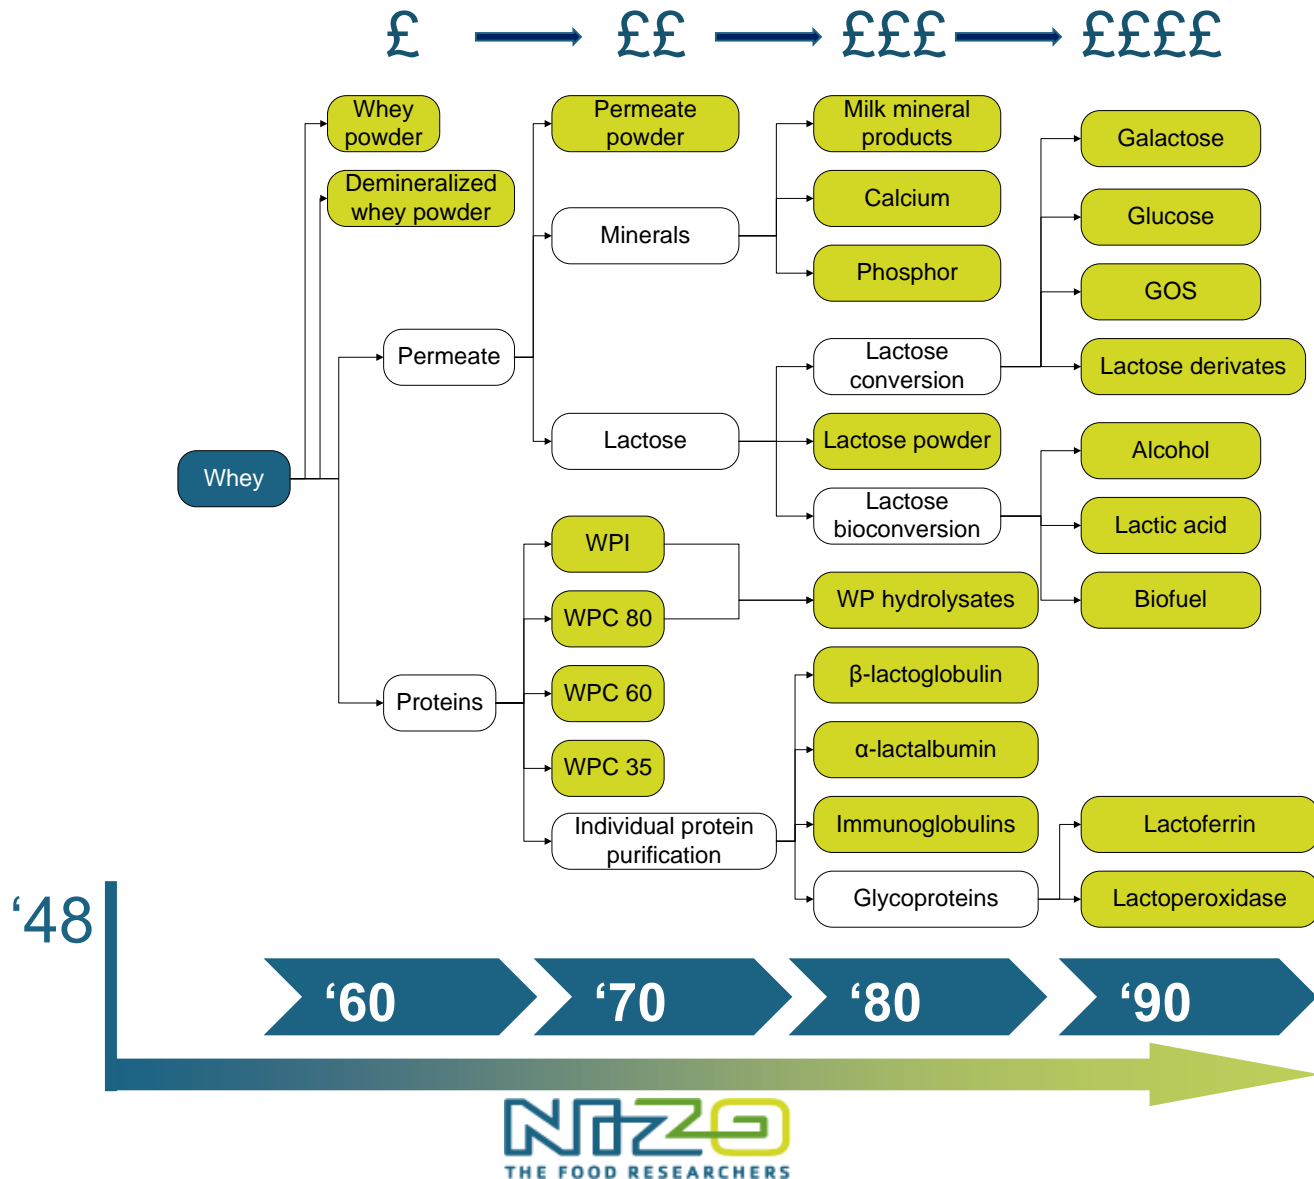 £
££
£££
££££
Whey
powder
Permeate
powder
Milk mineral
products
Galactose
Demineralized
whey powder
Calcium
Glucose
Minerals
Phosphor
GOS
Permeate
Lactose
conversion
Lactose derivates
Lactose
Lactose powder
Alcohol
Whey
Lactose
bioconversion
Lactic acid
WPI
WP hydrolysates
Biofuel
WPC 80
β-lactoglobulin
Proteins
WPC 60
α-lactalbumin
WPC 35
Individual protein
purification
Immunoglobulins
Lactoferrin
Glycoproteins
Lactoperoxidase
‘48
‘60
‘70
‘80
‘90
NIZO
THE FOOD RESEARCHERS